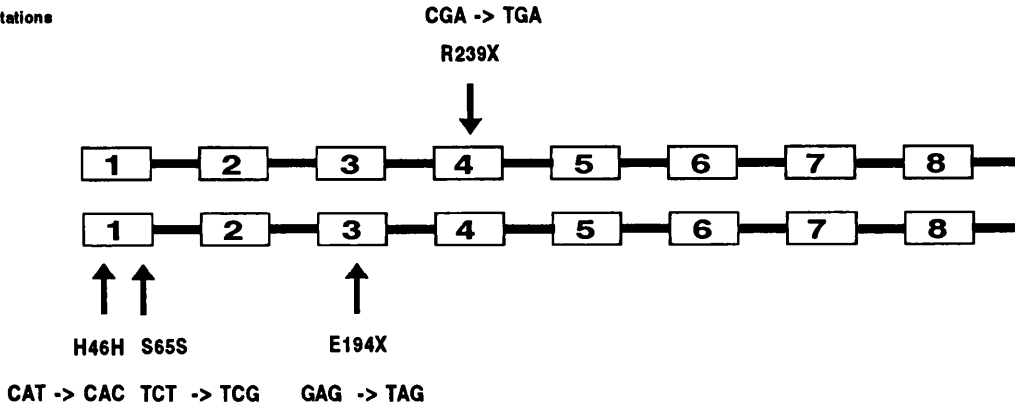 tations
CGA -> TGA
R239X
1 2 3 4 5 6 7 8
1 2 3 4 5 6 7 8
H46H S65S E194X
CAT -> CAC TCT -> TCG GAG -> TAG